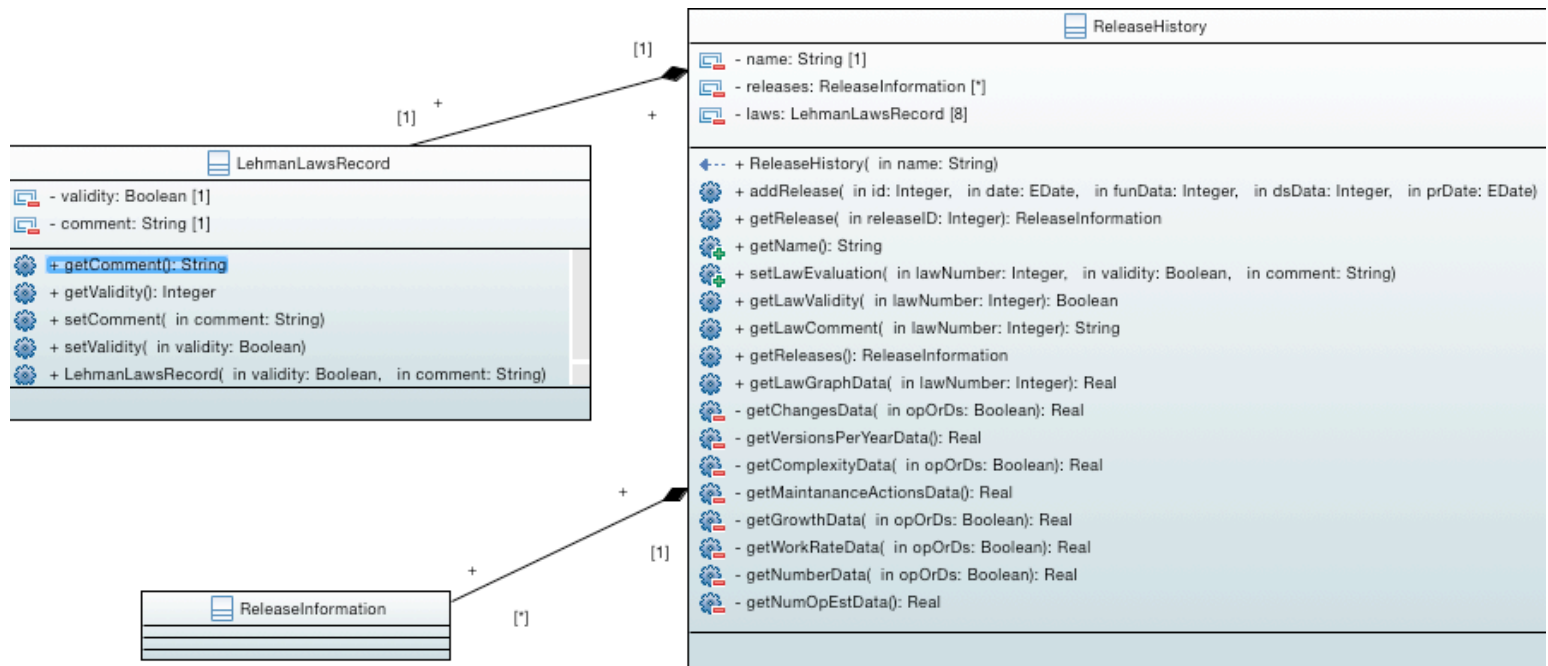 ReleaseHistory
- name: String [1]
- releases: ReleaseInformation [*]
- laws: LehmanLawsRecord [8]
+ ReleaseHistory( in name: String)
+ addRelease( in id: Integer, in date: EDate, in funData: Integer, in dsData: Integer, in prDate: EDate)
+ getRelease( in releaseID: Integer): ReleaseInformation
+ getName(): String
+ setLawEvaluation( in lawNumber: Integer, in validity: Boolean, in comment: String)
+ getLawValidity( in lawNumber: Integer): Boolean
+ getLawComment( in lawNumber: Integer): String
+ getReleases(): ReleaseInformation
+ getLawGraphData( in lawNumber: Integer): Real
- getChangesData( in opOrDs: Boolean): Real
- getVersionsPerYearData(): Real
- getComplexityData( in opOrDs: Boolean): Real
- getMaintananceActionsData(): Real
- getGrowthData( in opOrDs: Boolean): Real
- getWorkRateData( in opOrDs: Boolean): Real
- getNumberData( in opOrDs: Boolean): Real
- getNumOpEstData(): Real
[1]
+
+
[1]
LehmanLawsRecord
- validity: Boolean [1]
- comment: String [1]
+ getComment(): String
+ getValidity(): Integer
+ setComment( in comment: String)
+ setValidity( in validity: Boolean)
+ LehmanLawsRecord( in validity: Boolean, in comment: String)
+
[1]
+
[*]
ReleaseInformation